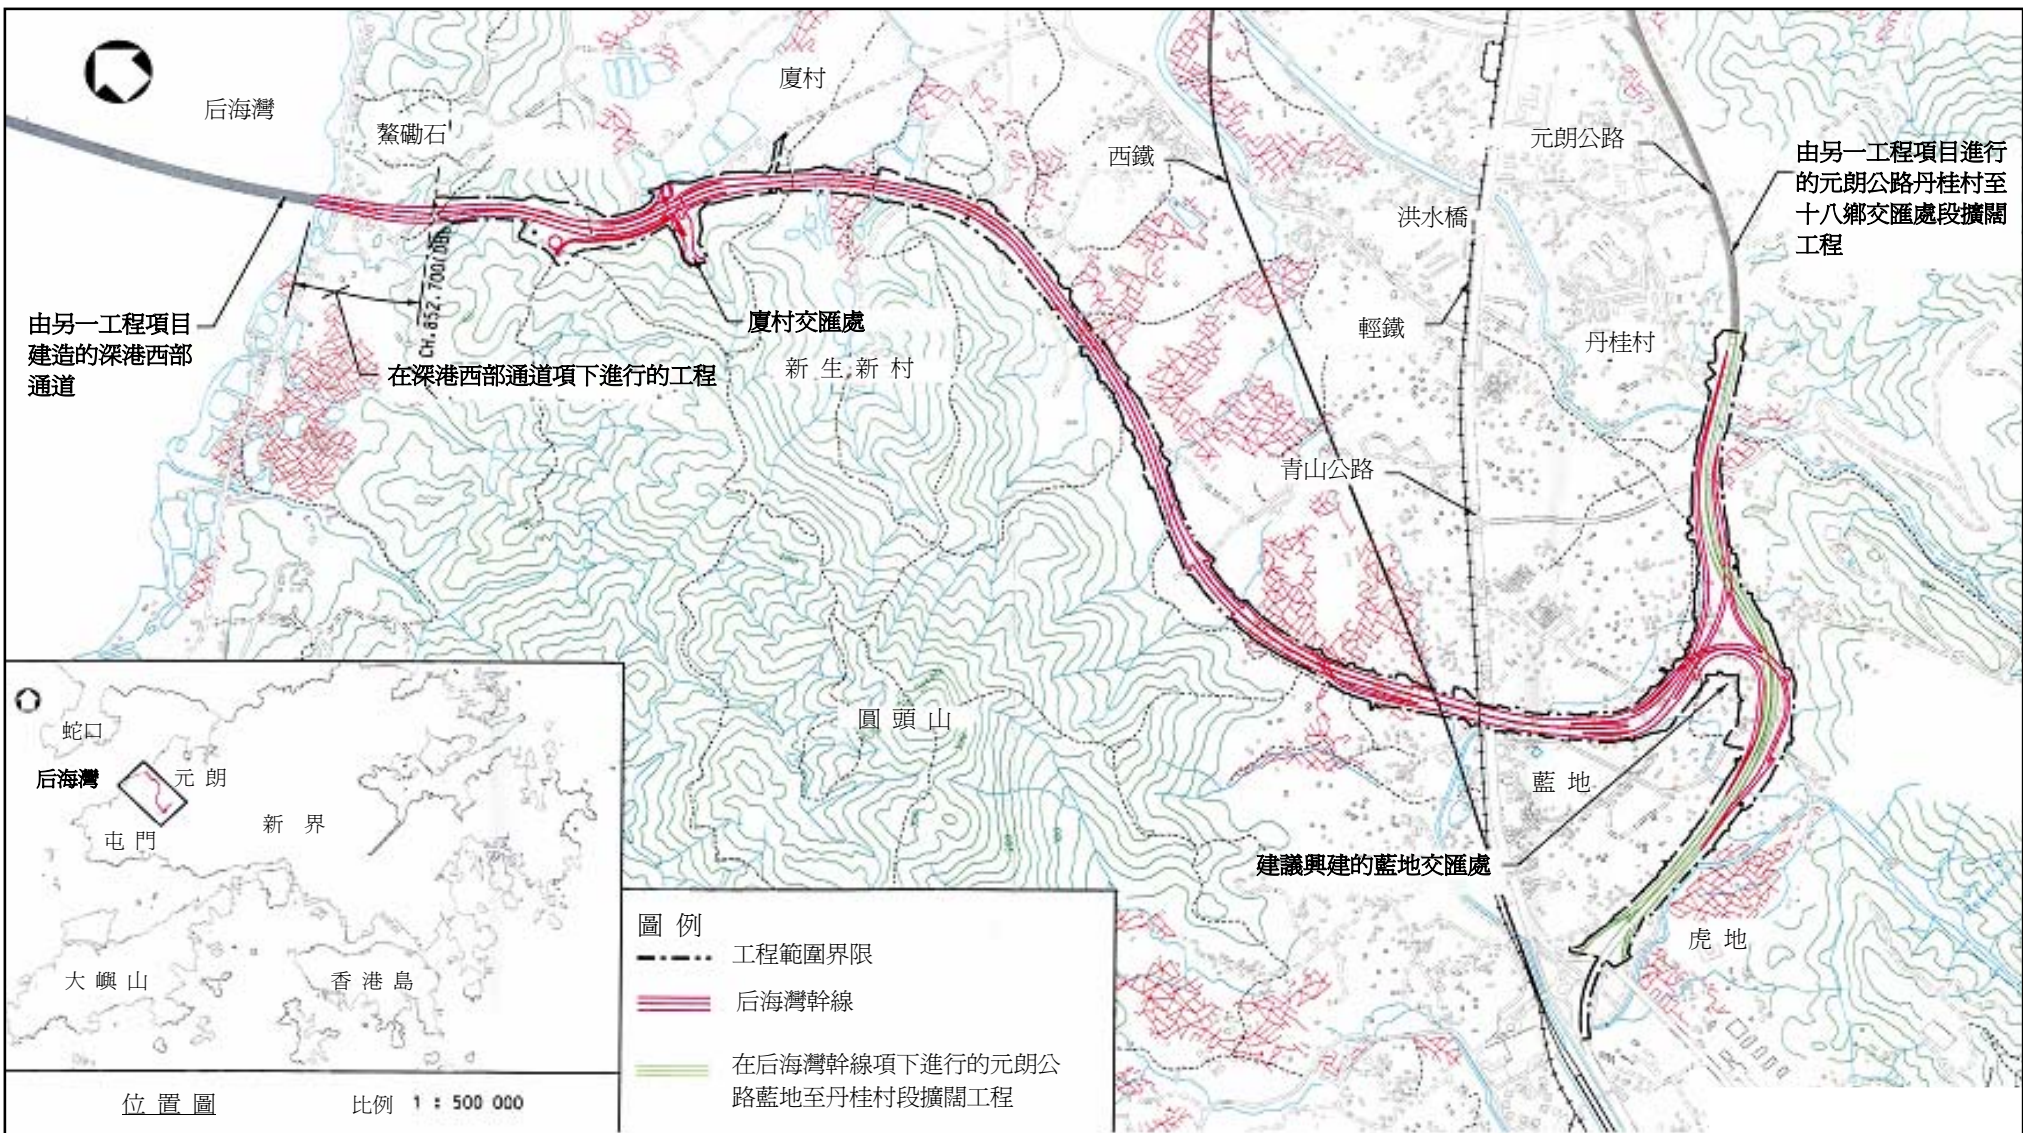 后海灣
鰲磡石
廈村
西鐵
元朗公路
洪水橋
由另一工程項目進行
的元朗公路丹桂村至
十八鄉交匯處段擴闊
工程
由另一工程項目
建造的深港西部
通道
CH.852.700(DB)
在深港西部通道項下進行的工程
廈村交匯處
新生新村
輕鐵
丹桂村
青山公路
圓頭山
藍地
建議興建的藍地交匯處
虎地
蛇口
后海灣
元朗
屯門
新界
大嶼山
香港島
位置圖
比例 1 : 500 000
圖例
工程範圍界限
后海灣幹線
在后海灣幹線項下進行的元朗公
路藍地至丹桂村段擴闊工程